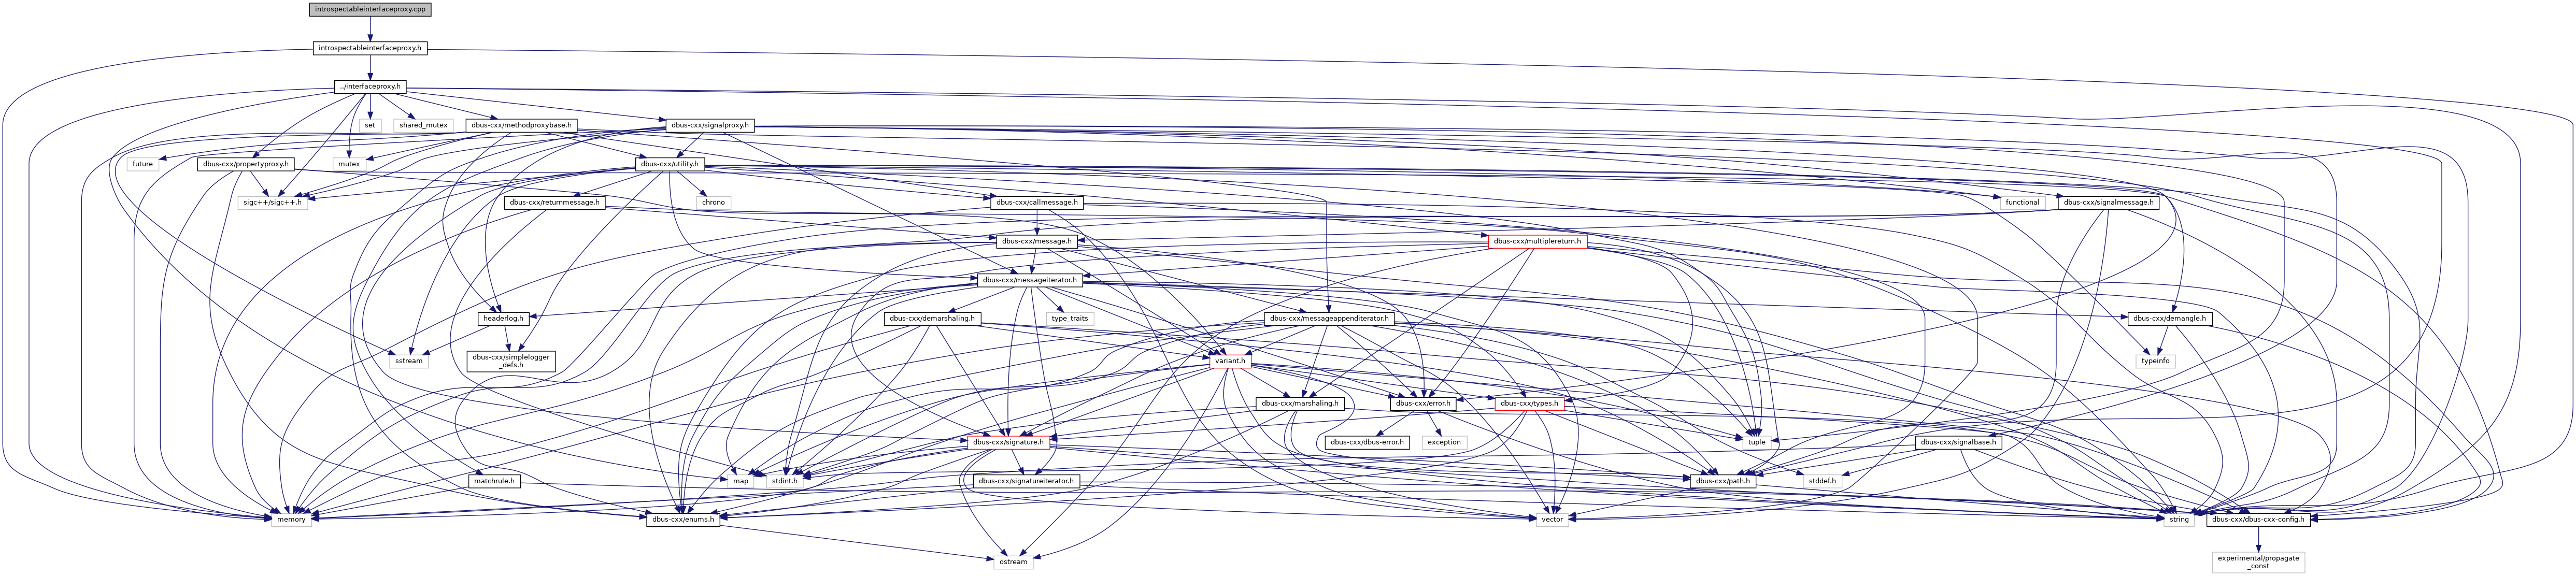 introspectableinterfaceproxy.cpp
introspectableinterfaceproxy.h
../interfaceproxy.h
set
shared_mutex
dbus-cxx/methodproxybase.h
dbus-cxx/signalproxy.h
future
dbus-cxx/propertyproxy.h
mutex
dbus-cxx/utility.h
sigc++/sigc++.h
dbus-cxx/returnmessage.h
chrono
dbus-cxx/callmessage.h
functional
dbus-cxx/signalmessage.h
dbus-cxx/message.h
dbus-cxx/multiplereturn.h
dbus-cxx/messageiterator.h
headerlog.h
dbus-cxx/demarshaling.h
type_traits
dbus-cxx/messageappenditerator.h
dbus-cxx/demangle.h
sstream
dbus-cxx/simplelogger
_defs.h
variant.h
typeinfo
dbus-cxx/marshaling.h
dbus-cxx/error.h
dbus-cxx/types.h
dbus-cxx/signature.h
dbus-cxx/dbus-error.h
exception
tuple
dbus-cxx/signalbase.h
matchrule.h
map
stdint.h
dbus-cxx/signatureiterator.h
dbus-cxx/path.h
stddef.h
memory
dbus-cxx/enums.h
vector
string
dbus-cxx/dbus-cxx-config.h
ostream
experimental/propagate
_const